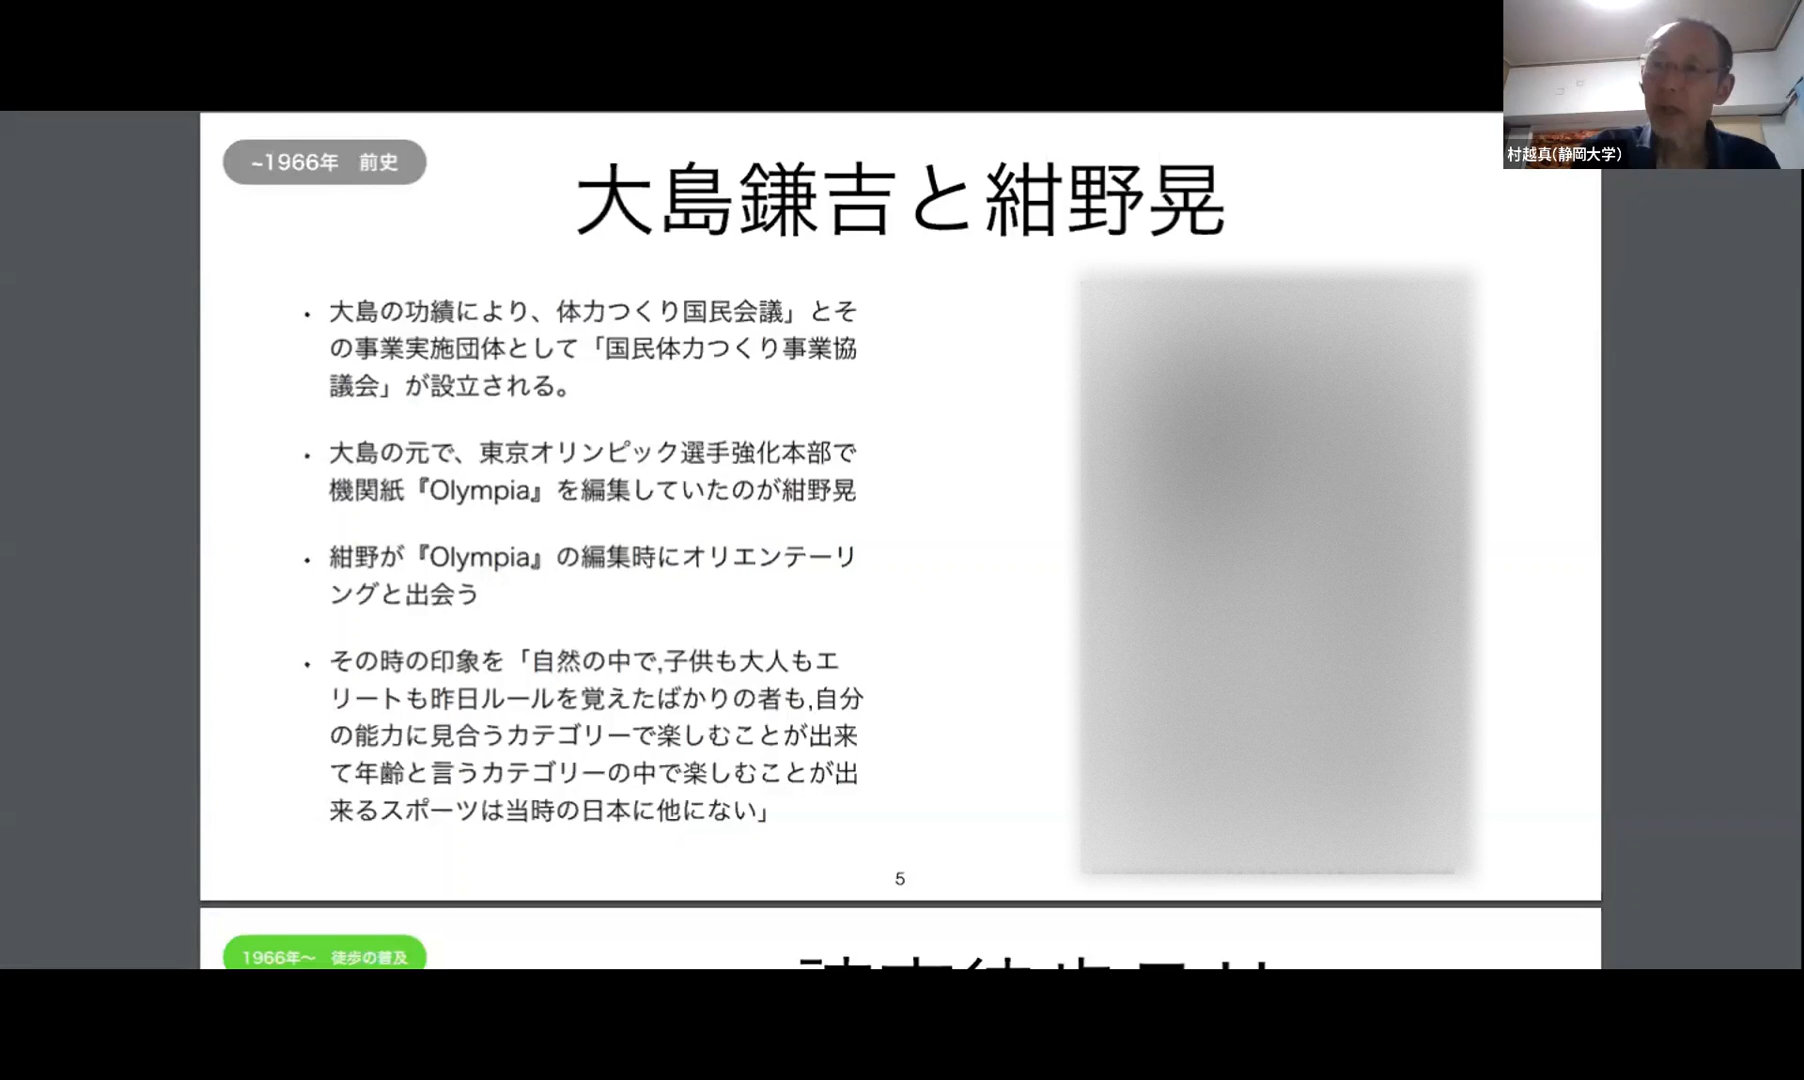 村越真(静岡大学)
~1966年 前史
大島鎌吉と紺野晃
・大島の功績により、体力つくり国民会議」とそ
の事業実施団体として「国民体力つくり事業協
議会」が設立される。
・大島の元で、東京オリンピック選手強化本部で
機関紙『Olympia』を編集していたのが紺野晃
・紺野が『Olympia』の編集時にオリエンテーリ
ングと出会う
・その時の印象を「自然の中で,子供も大人もエ
リートも昨日ルールを覚えたばかりの者も,自分
の能力に見合うカテゴリーで楽しむことが出来
て年齢と言うカテゴリーの中で楽しむことが出
来るスポーツは当時の日本に他にない」
5
1966年〜 徒歩の普及